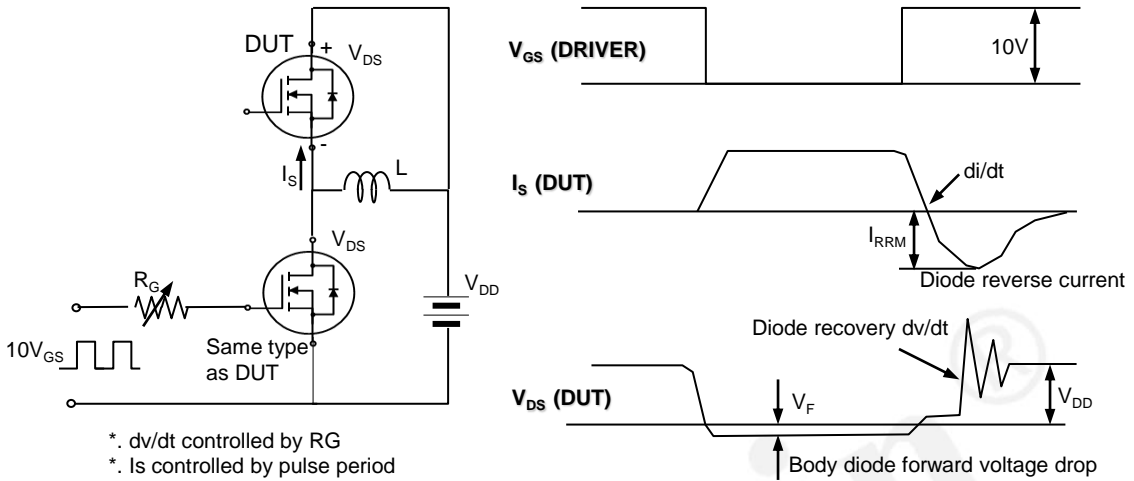 DUT
+
V_DS
-
I_S
L
V_DS
R_G
V_DD
10V_GS
Same type
as DUT
*. dv/dt controlled by RG
*. Is controlled by pulse period
V_GS (DRIVER)
10V
I_S (DUT)
di/dt
I_RRM
Diode reverse current
Diode recovery dv/dt
V_DS (DUT)
V_F
V_DD
Body diode forward voltage drop